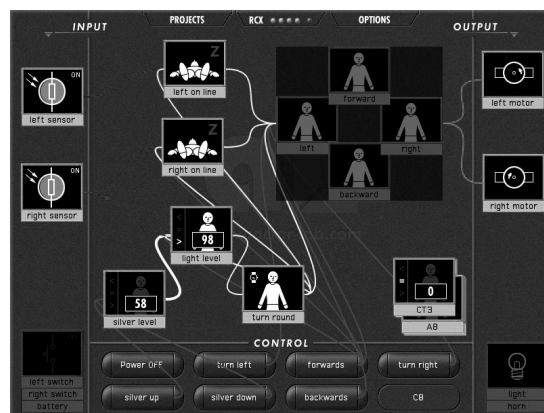 PROJECTS
RCX
OPTIONS
INPUT
OUTPUT
ON
left sensor
ON
right sensor
Z
left on line
Z
right on line
forward
left
right
backward
left motor
right motor
<
=
>
98
light level
58
silver level
turn round
0
CT3
A8
CONTROL
Power OFF
turn left
forwards
turn right
silver up
silver down
backwards
C8
left switch
right switch
battery
light
horn